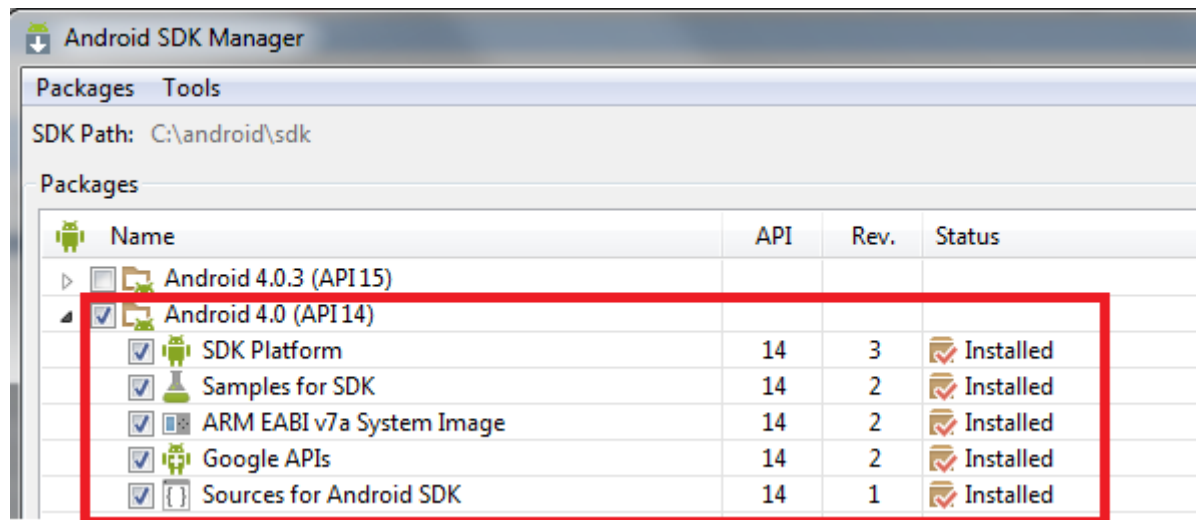 Android SDK Manager
Packages Tools
SDK Path: C:\android\sdk
Packages
Name API Rev. Status
Android 4.0.3 (API 15)
Android 4.0 (API 14)
SDK Platform 14 3 Installed
Samples for SDK 14 2 Installed
ARM EABI v7a System Image 14 2 Installed
Google APIs 14 2 Installed
Sources for Android SDK 14 1 Installed